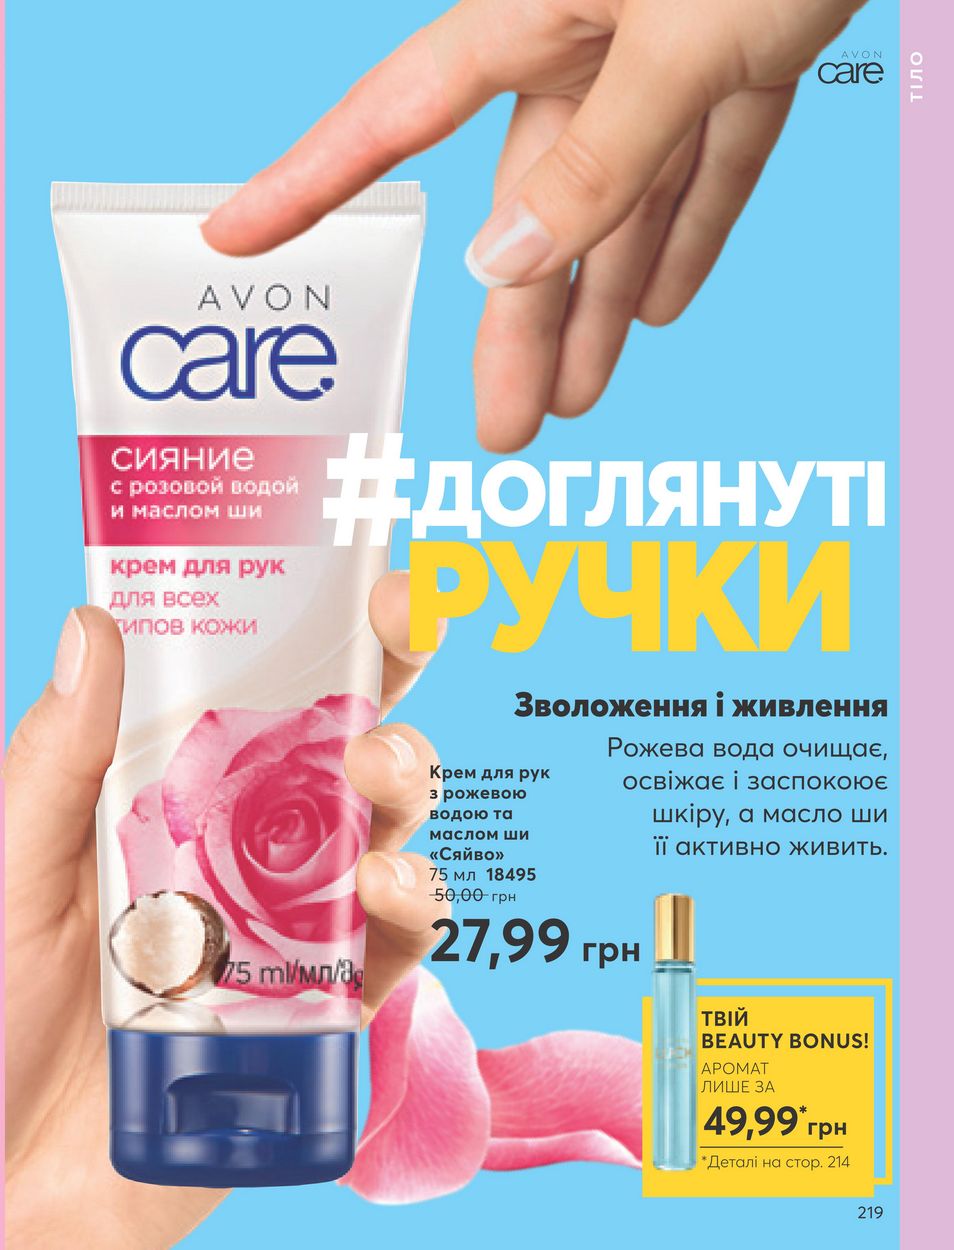 AVON
care
ТІЛО
AVON
care
СИЯНИЕ
с розовой водой
и маслом ши
крем для рук
для всех
типов кожи
75 ml/мл/
#ДОГЛЯНУТІ
РУЧКИ
Зволоження і живлення
Рожева вода очищає,
освіжає і заспокоює
шкіру, а масло ши
її активно живить.
Крем для рук
з рожевою
водою та
маслом ши
«Сяйво»
75 мл 18495
50,00 грн
27,99 грн
ТВІЙ
BEAUTY BONUS!
АРОМАТ
ЛИШЕ ЗА
49,99* грн
*Деталі на стор. 214
219